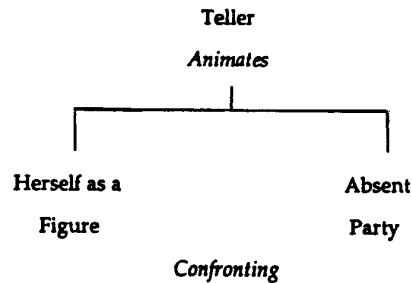 Teller
Animates
Herself as a
Figure
Absent
Party
Confronting